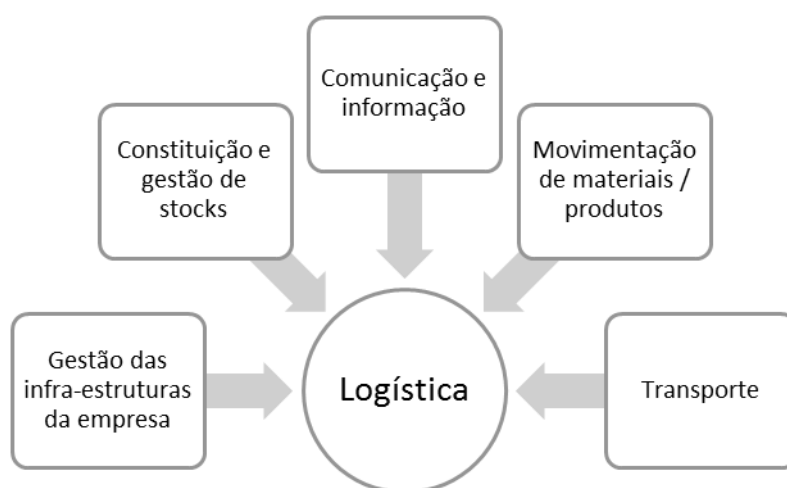 Comunicação e
informação
Constituição e
gestão de
stocks
Movimentação
de materiais /
produtos
Gestão das
infra-estruturas
da empresa
Logística
Transporte